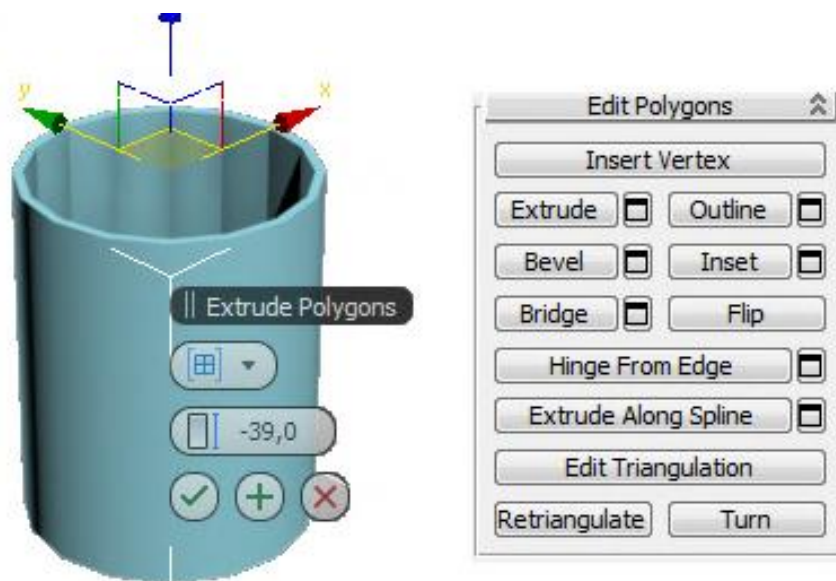 y
x
Extrude Polygons
-39,0
Edit Polygons
Insert Vertex
Extrude
Outline
Bevel
Inset
Bridge
Flip
Hinge From Edge
Extrude Along Spline
Edit Triangulation
Retriangulate
Turn